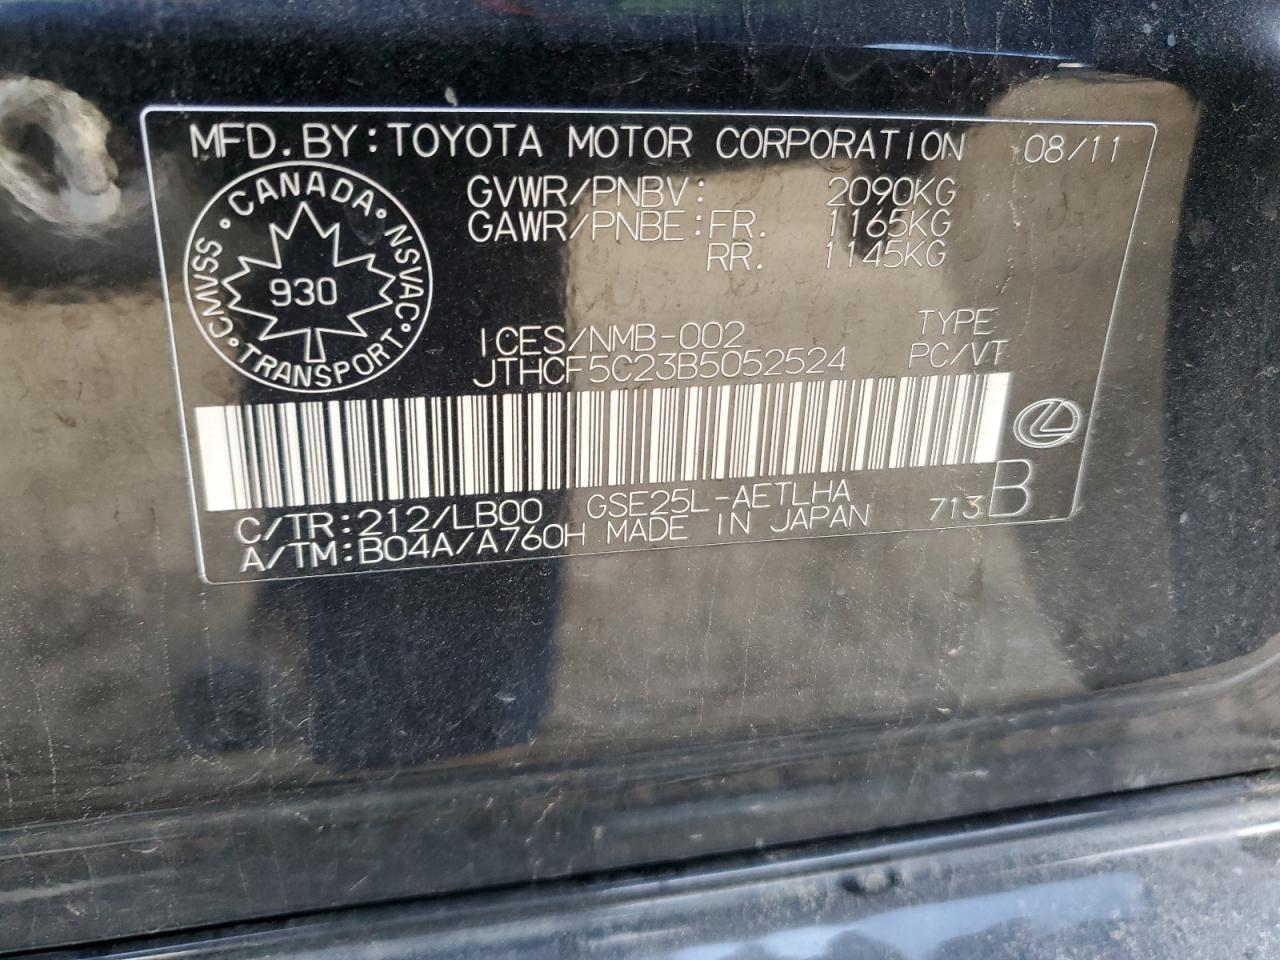 MFD. BY: TOYOTA MOTOR CORPORATION 08/11
GVWR/PNBV: 2090KG
GAWR/PNBE: FR. 1165KG
RR. 1145KG
CANADA
CMVSS NSVAC
930
TRANSPORT
ICES/NMB-002 TYPE
JTHCF5C23B5052524 PC/VT
C/TR: 212/LB00 GSE25L-AETLHA
A/TM: B04A/A760H MADE IN JAPAN 713 B